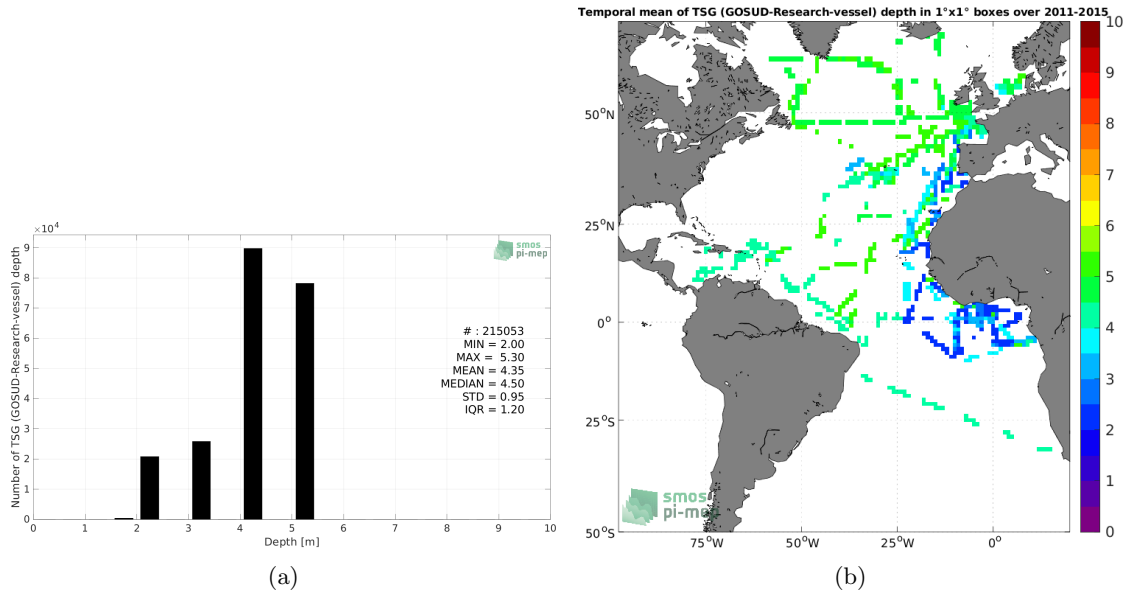 Temporal mean of TSG (GOSUD-Research-vessel) depth in 1°x1° boxes over 2011-2015
×10⁴
Number of TSG (GOSUD-Research-vessel) depth
9
8
7
6
5
4
3
2
1
0
smos
pi-mep
# : 215053
MIN = 2.00
MAX = 5.30
MEAN = 4.35
MEDIAN = 4.50
STD = 0.95
IQR = 1.20
0 1 2 3 4 5 6 7 8 9 10
Depth [m]
(a)
50°N
25°N
0°
25°S
50°S
smos
pi-mep
75°W 50°W 25°W 0°
10
9
8
7
6
5
4
3
2
1
0
(b)